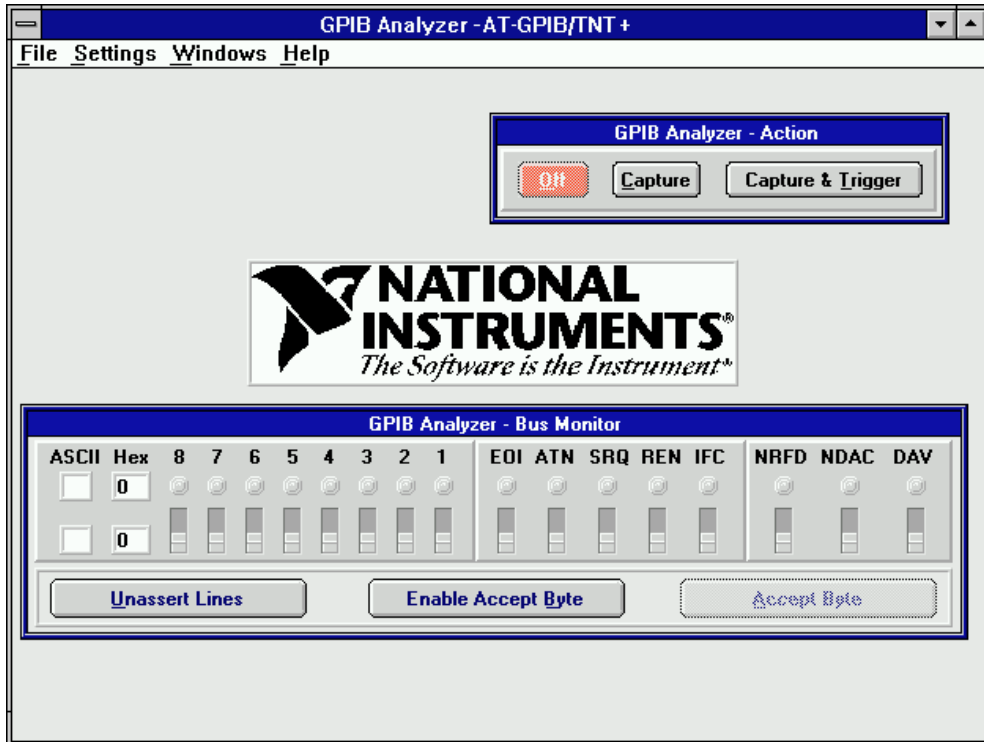 GPIB Analyzer -AT-GPIB/TNT +
File Settings Windows Help
GPIB Analyzer - Action
Off Capture Capture & Trigger
NATIONAL
INSTRUMENTS®
The Software is the Instrument®
GPIB Analyzer - Bus Monitor
ASCII Hex 8 7 6 5 4 3 2 1 EOI ATN SRQ REN IFC NRFD NDAC DAV
0
0
Unassert Lines Enable Accept Byte Accept Byte